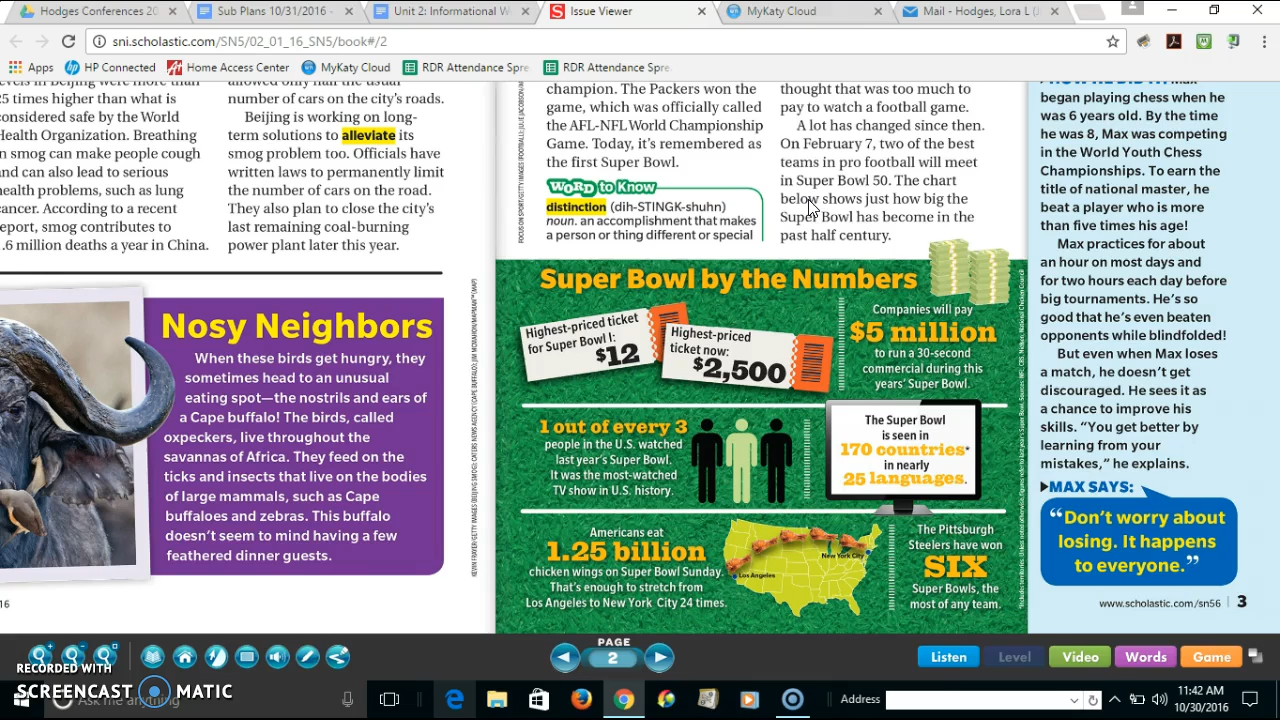 Hodges Conferences 20
Sub Plans 10/31/2016 -
Unit 2: Informational W
Issue Viewer
MyKaty Cloud
Mail - Hodges, Lora L (
sni.scholastic.com/SN5/02_01_16_SN5/book#/2
Apps
HP Connected
Home Access Center
MyKaty Cloud
RDR Attendance Spre
RDR Attendance Spre
number of cars on the city's roads.
Beijing is working on long-
term solutions to alleviate its
smog problem too. Officials have
written laws to permanently limit
the number of cars on the road.
They also plan to close the city's
last remaining coal-burning
power plant later this year.
25 times higher than what is
considered safe by the World
Health Organization. Breathing
in smog can make people cough
and can also lead to serious
health problems, such as lung
cancer. According to a recent
report, smog contributes to
1.6 million deaths a year in China.
Nosy Neighbors
When these birds get hungry, they
sometimes head to an unusual
eating spot—the nostrils and ears of
a Cape buffalo! The birds, called
oxpeckers, live throughout the
savannas of Africa. They feed on the
ticks and insects that live on the bodies
of large mammals, such as Cape
buffaloes and zebras. This buffalo
doesn't seem to mind having a few
feathered dinner guests.
champion. The Packers won the
game, which was officially called
the AFL-NFL World Championship
Game. Today, it's remembered as
the first Super Bowl.
WORD to Know
distinction (dih-STINGK-shuhn)
noun. an accomplishment that makes
a person or thing different or special
thought that was too much to
pay to watch a football game.
A lot has changed since then.
On February 7, two of the best
teams in pro football will meet
in Super Bowl 50. The chart
below shows just how big the
Super Bowl has become in the
past half century.
Super Bowl by the Numbers
Highest-priced ticket
for Super Bowl I:
$12
Highest-priced
ticket now:
$2,500
Companies will pay
$5 million
to run a 30-second
commercial during this
years' Super Bowl.
1 out of every 3
people in the U.S. watched
last year's Super Bowl.
It was the most-watched
TV show in U.S. history.
The Super Bowl
is seen in
170 countries*
in nearly
25 languages.
Americans eat
1.25 billion
chicken wings on Super Bowl Sunday.
That's enough to stretch from
Los Angeles to New York City 24 times.
New York City
Los Angeles
The Pittsburgh
Steelers have won
SIX
Super Bowls, the
most of any team.
began playing chess when he
was 6 years old. By the time
he was 8, Max was competing
in the World Youth Chess
Championships. To earn the
title of national master, he
beat a player who is more
than five times his age!
Max practices for about
an hour on most days and
for two hours each day before
big tournaments. He's so
good that he's even beaten
opponents while blindfolded!
But even when Max loses
a match, he doesn't get
discouraged. He sees it as
a chance to improve his
skills. "You get better by
learning from your
mistakes," he explains.
MAX SAYS:
"Don't worry about
losing. It happens
to everyone."
www.scholastic.com/sn56 | 3
PAGE
2
Listen
Level
Video
Words
Game
RECORDED WITH
SCREENCAST MATIC
Ask me anything
Address
11:42 AM
10/30/2016